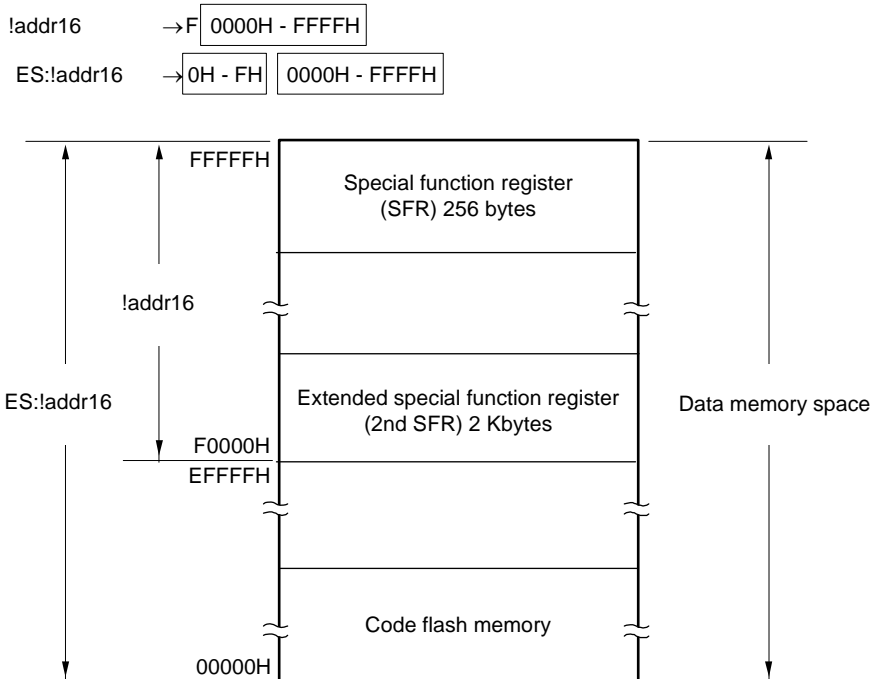 !addr16 →F 0000H - FFFFH
ES:!addr16 →0H - FH 0000H - FFFFH
FFFFFH
Special function register
(SFR) 256 bytes
!addr16
ES:!addr16
Extended special function register
(2nd SFR) 2 Kbytes
Data memory space
F0000H
EFFFFH
Code flash memory
00000H